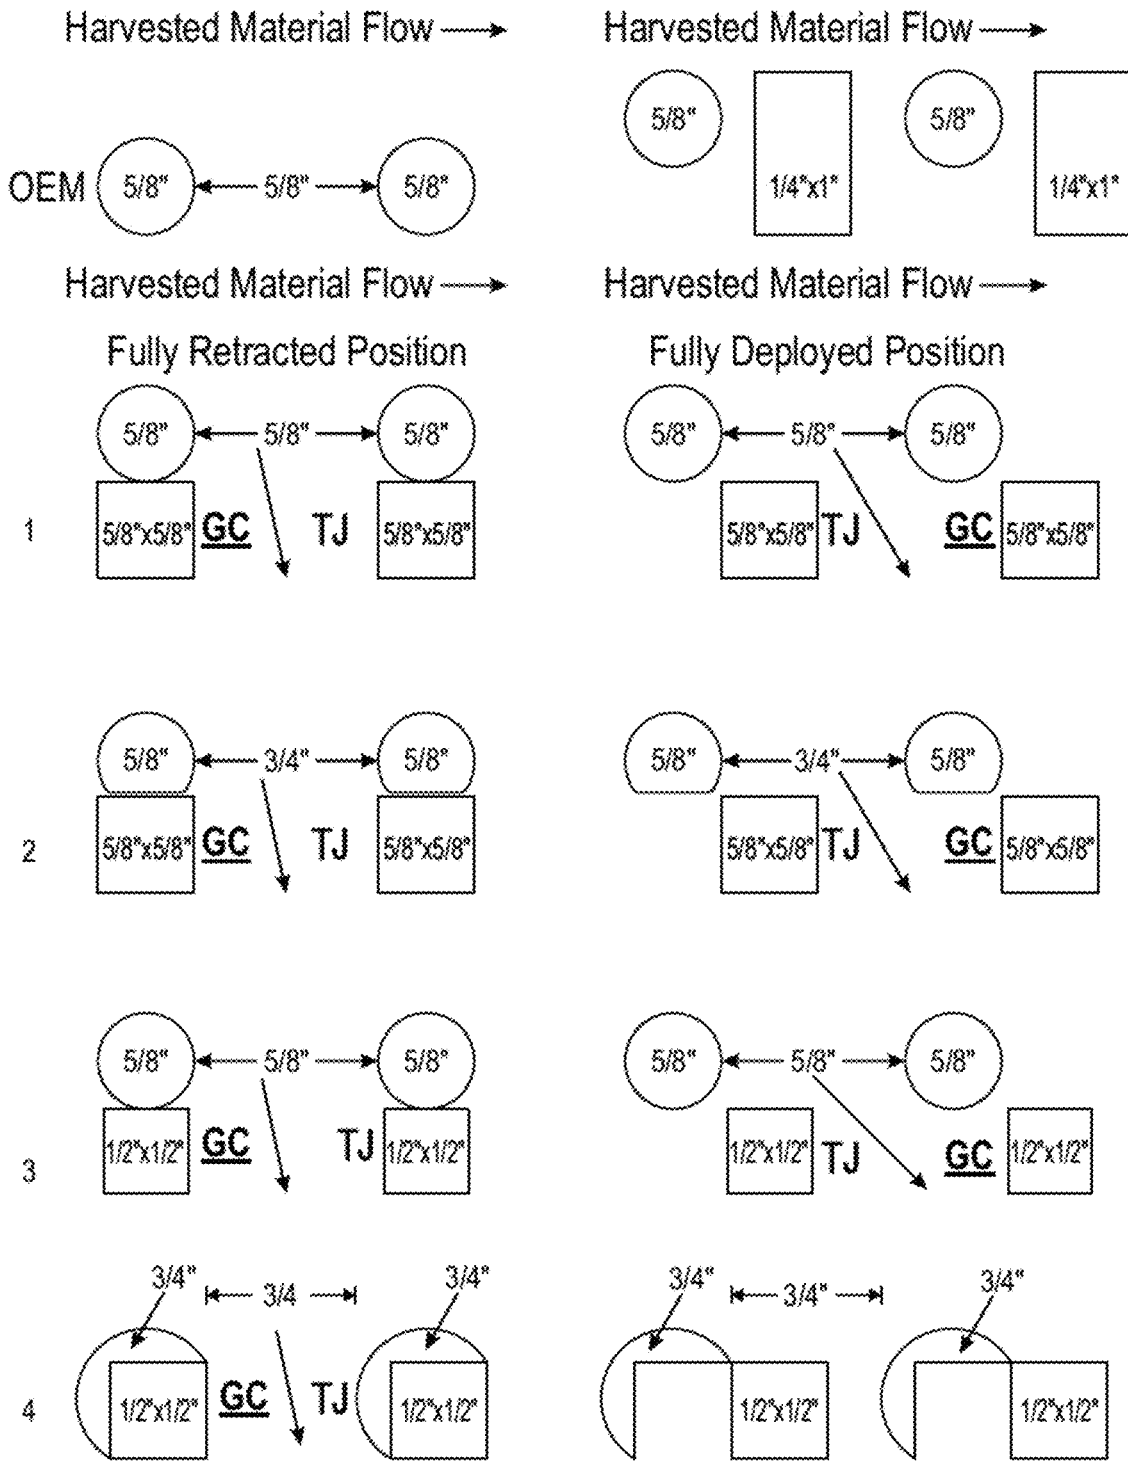 Harvested Material Flow Harvested Material Flow
5/8" 5/8"
OEM 5/8" 5/8" 5/8" 1/4"x1" 1/4"x1"
Harvested Material Flow Harvested Material Flow
Fully Retracted Position Fully Deployed Position
5/8" 5/8" 5/8" 5/8" 5/8" 5/8"
1 5/8"x5/8" GC TJ 5/8"x5/8" 5/8"x5/8" TJ GC 5/8"x5/8"
5/8" 3/4" 5/8" 5/8" 3/4" 5/8"
2 5/8"x5/8" GC TJ 5/8"x5/8" 5/8"x5/8" TJ GC 5/8"x5/8"
5/8" 5/8" 5/8" 5/8" 5/8" 5/8"
3 1/2"x1/2" GC TJ 1/2"x1/2" 1/2"x1/2" TJ GC 1/2"x1/2"
3/4" 3/4 3/4" 3/4" 3/4" 3/4"
4 1/2"x1/2" GC TJ 1/2"x1/2" 1/2"x1/2" 1/2"x1/2"